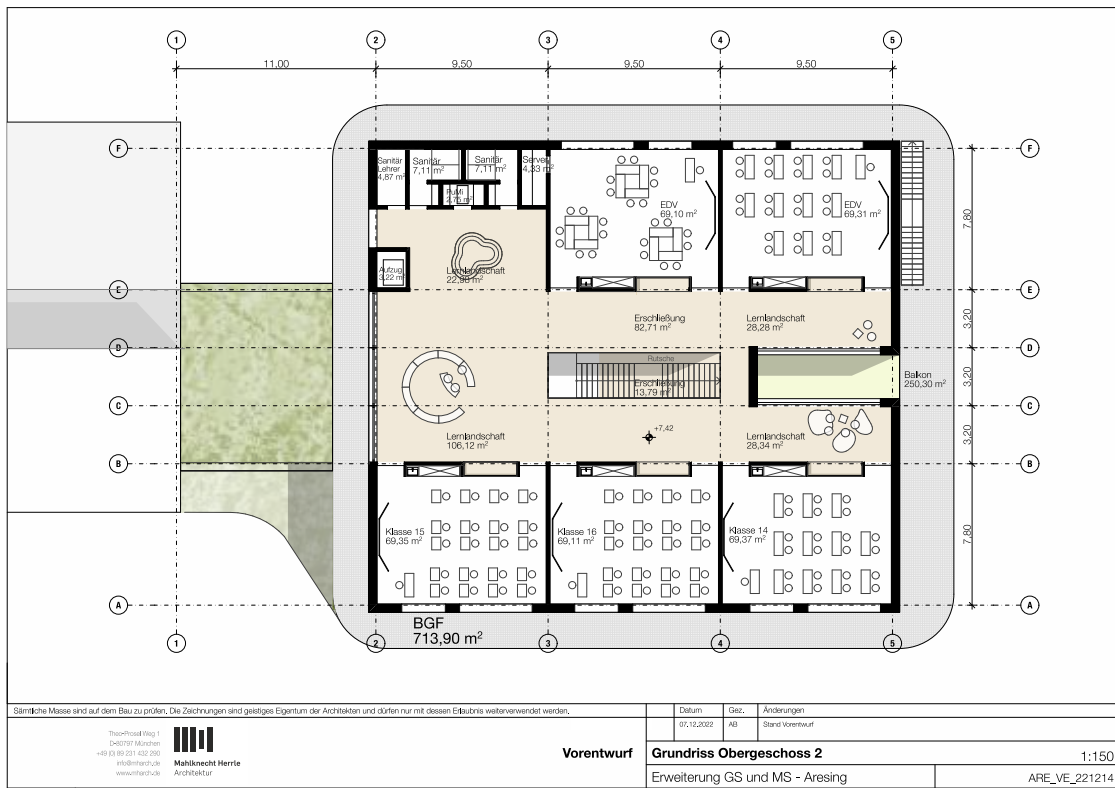 1 2 3 4 5
11,00 9,50 9,50 9,50
F F
Sanitär
Lehrer
4,87 m²
Sanitär
7,11 m²
Sanitär
7,11 m²
Server
4,33 m²
PuMi
2,75 m²
EDV
69,10 m²
EDV
69,31 m²
7,80
Aufzug
3,22 m²
Lernlandschaft
22,90 m²
E E
Erschließung
82,71 m²
Lernlandschaft
28,28 m²
3,20
D D
Rutsche
Erschließung
13,79 m²
Balkon
250,30 m²
3,20
C C
Lernlandschaft
106,12 m²
+7,42
Lernlandschaft
28,34 m²
3,20
B B
Klasse 15
69,35 m²
Klasse 16
69,11 m²
Klasse 14
69,37 m²
7,80
A A
BGF
713,90 m²
1 2 3 4 5
Sämtliche Masse sind auf dem Bau zu prüfen. Die Zeichnungen sind geistiges Eigentum der Architekten und dürfen nur mit dessen Erlaubnis weiterverwendet werden.
Theo-Prosel Weg 1
D-80797 München
+49 (0) 89 231 432 290
info@mharch.de
www.mharch.de
Mahlknecht Herrle
Architektur
Vorentwurf
Datum Gez. Änderungen
07.12.2022 AB Stand Vorentwurf
Grundriss Obergeschoss 2 1:150
Erweiterung GS und MS - Aresing ARE_VE_221214